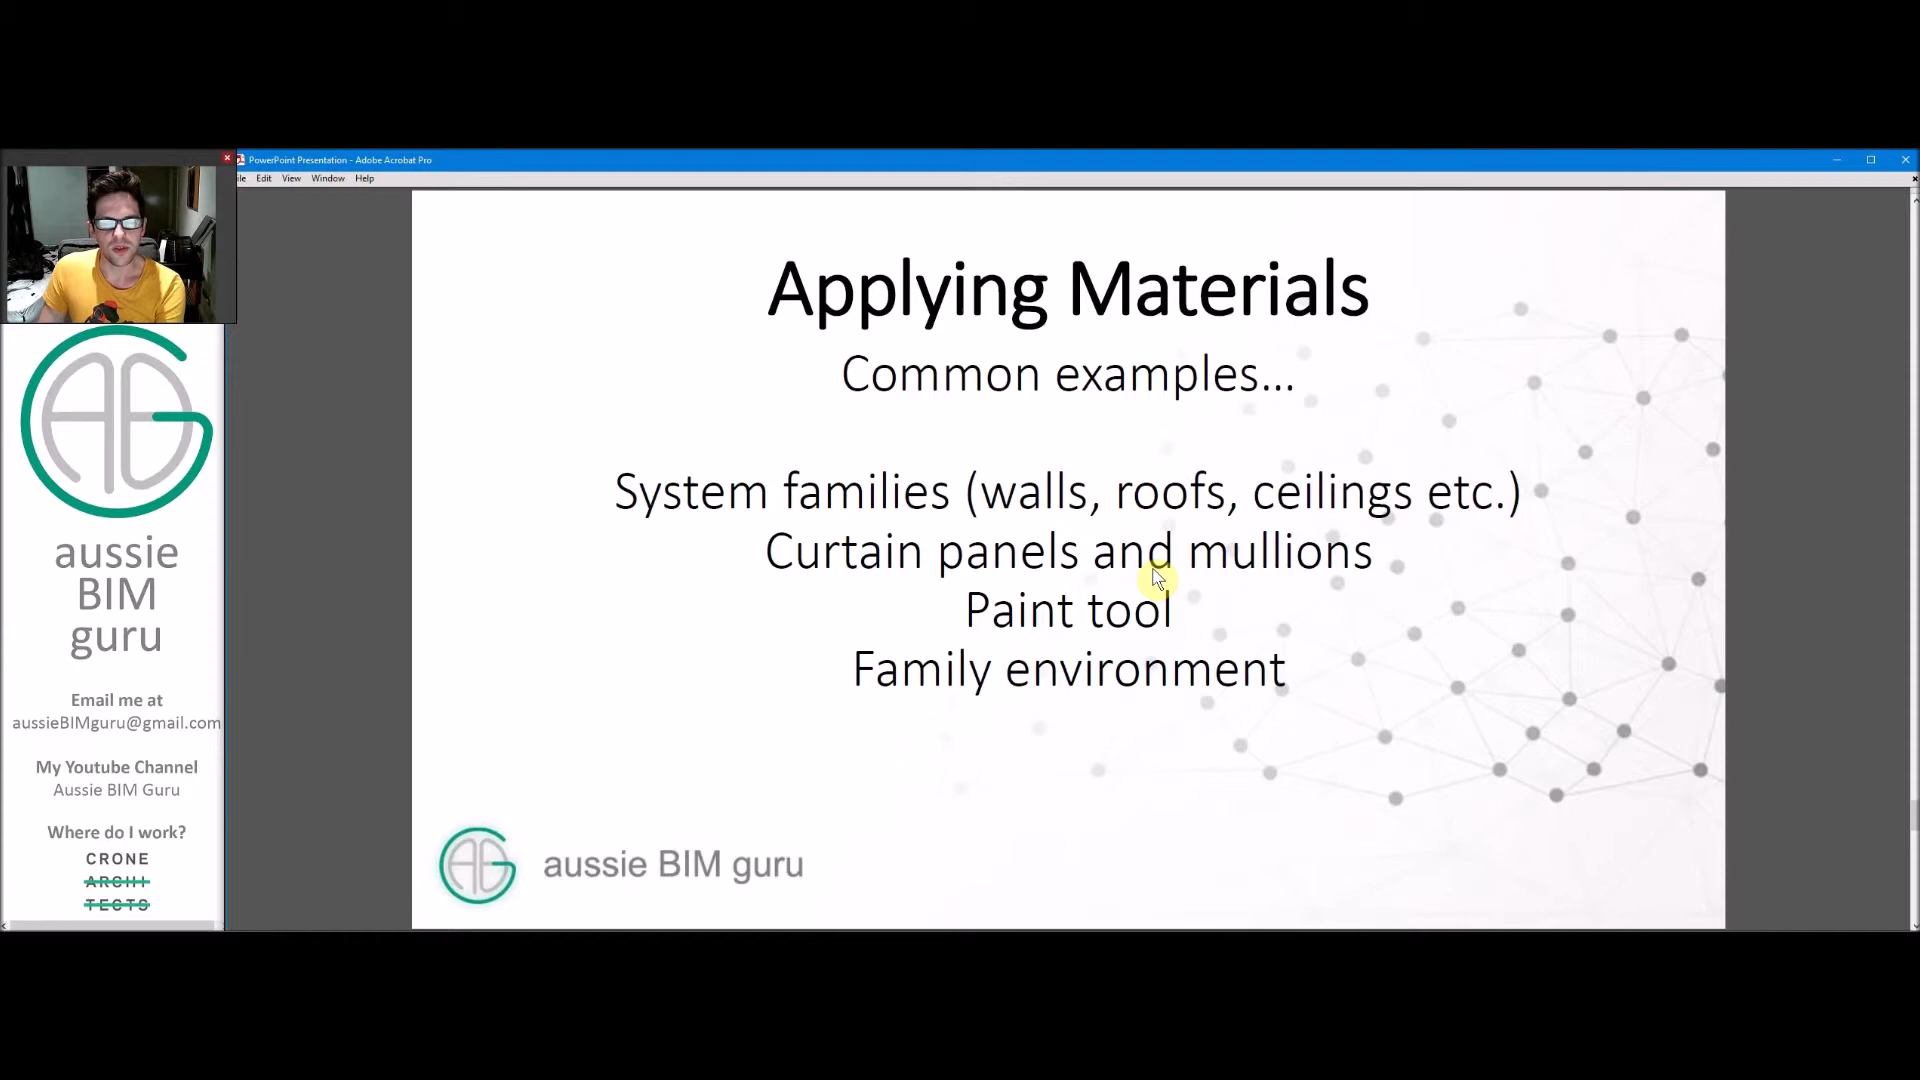 PowerPoint Presentation - Adobe Acrobat Pro
ile Edit View Window Help
Applying Materials
Common examples...
System families (walls, roofs, ceilings etc.)
Curtain panels and mullions
Paint tool
Family environment
aussie BIM guru
aussie
BIM
guru
Email me at
aussieBIMguru@gmail.com
My Youtube Channel
Aussie BIM Guru
Where do I work?
CRONE
ARCHI
TECTS